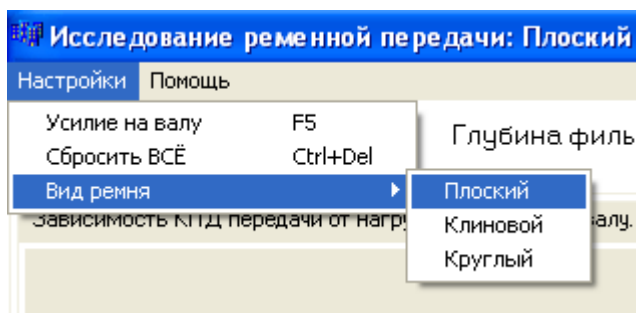 Исследование ременной передачи: Плоский
Настройки Помощь
Усилие на валу F5
Глубина филь
Сбросить ВСЁ Ctrl+Del
Вид ремня
Плоский
Зависимость КПД передачи от нагру алу.
Клиновой
Круглый